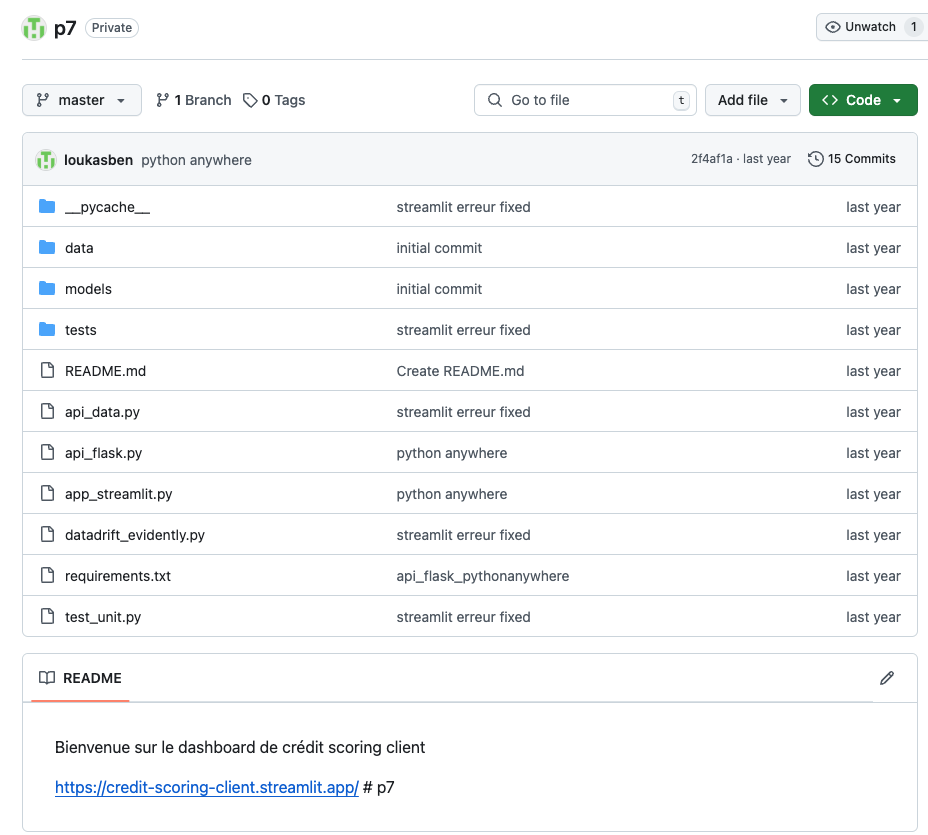 p7 Private Unwatch 1
master 1 Branch 0 Tags Go to file t Add file Code
loukasben python anywhere 2f4af1a · last year 15 Commits
__pycache__ streamlit erreur fixed last year
data initial commit last year
models initial commit last year
tests streamlit erreur fixed last year
README.md Create README.md last year
api_data.py streamlit erreur fixed last year
api_flask.py python anywhere last year
app_streamlit.py python anywhere last year
datadrift_evidently.py streamlit erreur fixed last year
requirements.txt api_flask_pythonanywhere last year
test_unit.py streamlit erreur fixed last year
README
Bienvenue sur le dashboard de crédit scoring client
https://credit-scoring-client.streamlit.app/ # p7